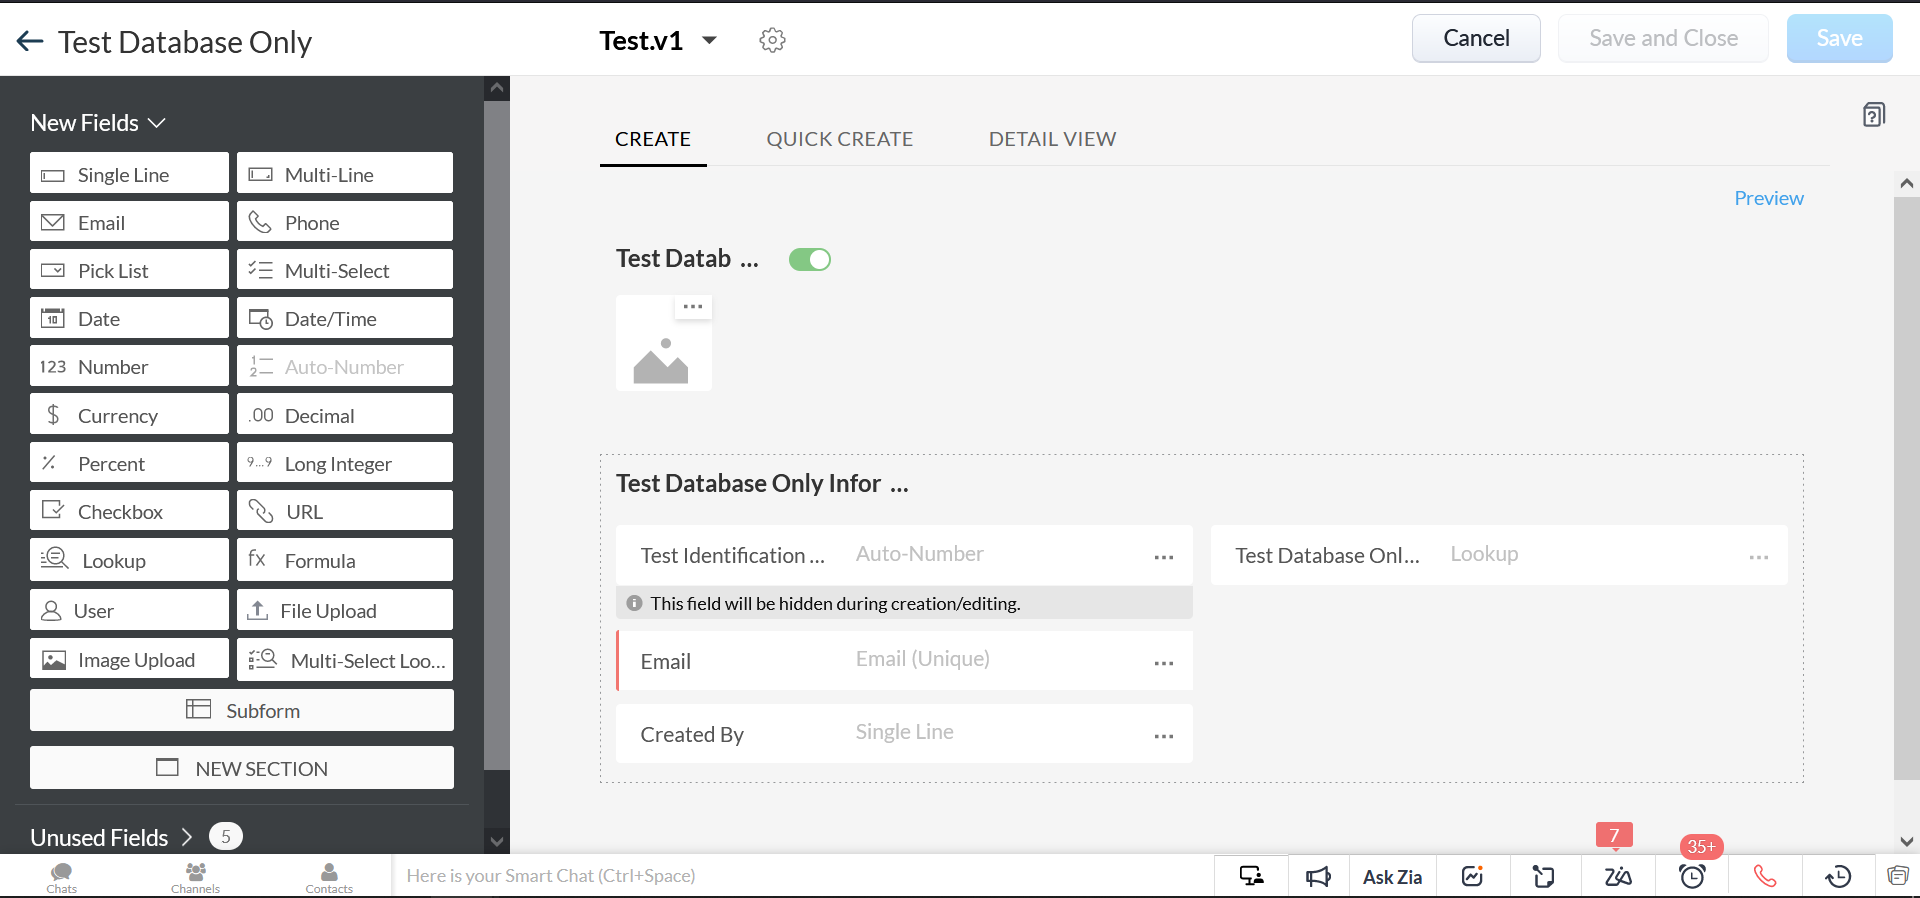 Test Database Only
Test.v1
Cancel
Save and Close
Save
New Fields
Single Line
Multi-Line
Email
Phone
Pick List
Multi-Select
10
Date
Date/Time
123
Number
1
2
Auto-Number
$
Currency
.00
Decimal
%
Percent
9...9
Long Integer
Checkbox
URL
Lookup
fx
Formula
User
File Upload
Image Upload
Multi-Select Loo...
Subform
NEW SECTION
Unused Fields
5
CREATE
QUICK CREATE
DETAIL VIEW
?
Preview
Test Datab ...
Test Database Only Infor ...
Test Identification ...
Auto-Number
Test Database Onl...
Lookup
This field will be hidden during creation/editing.
Email
Email (Unique)
Created By
Single Line
7
35+
Chats
Channels
Contacts
Here is your Smart Chat (Ctrl+Space)
Ask Zia